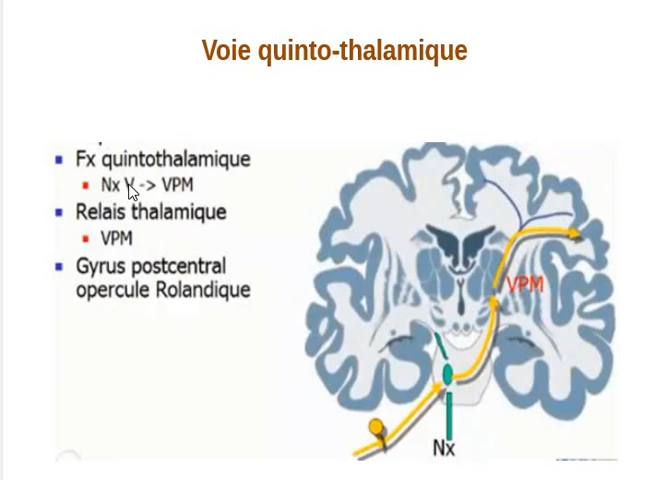 Voie quinto-thalamique
Fx quintothalamique
Nx V -> VPM
Relais thalamique
VPM
Gyrus postcentral
opercule Rolandique
VPM
Nx